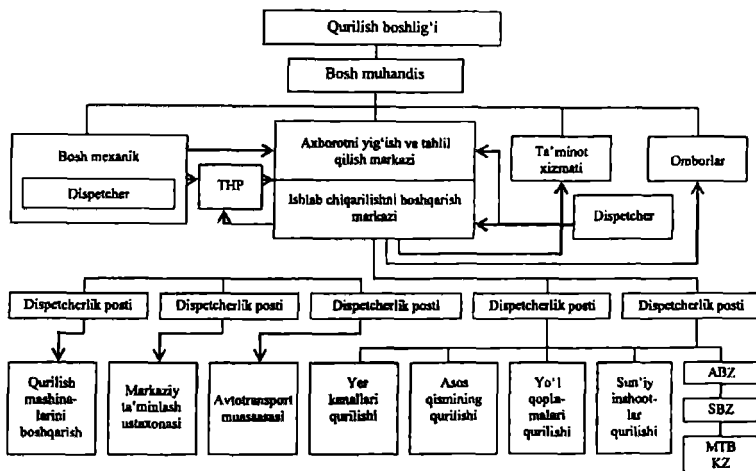 Qurilish boshlig‘i
Bosh muhandis
Bosh mexanik
Dispetcher
THP
Axborotni yig‘ish va tahlil
qilish markazi
Ishlab chiqarilishni boshqarish
markazi
Ta’minot
xizmati
Omborlar
Dispetcher
Dispetcherlik posti
Dispetcherlik posti
Dispetcherlik posti
Dispetcherlik posti
Dispetcherlik posti
Qurilish
mashina-
larini
boshqarish
Markaziy
ta’minlash
ustaxonasi
Avtotransport
muassasasi
Yer
kanallari
qurilishi
Asos
qismining
qurilishi
Yo‘l
qopla-
malari
qurilishi
Sun’iy
inshoot-
lar
qurilishi
ABZ
SBZ
MTB
KZ